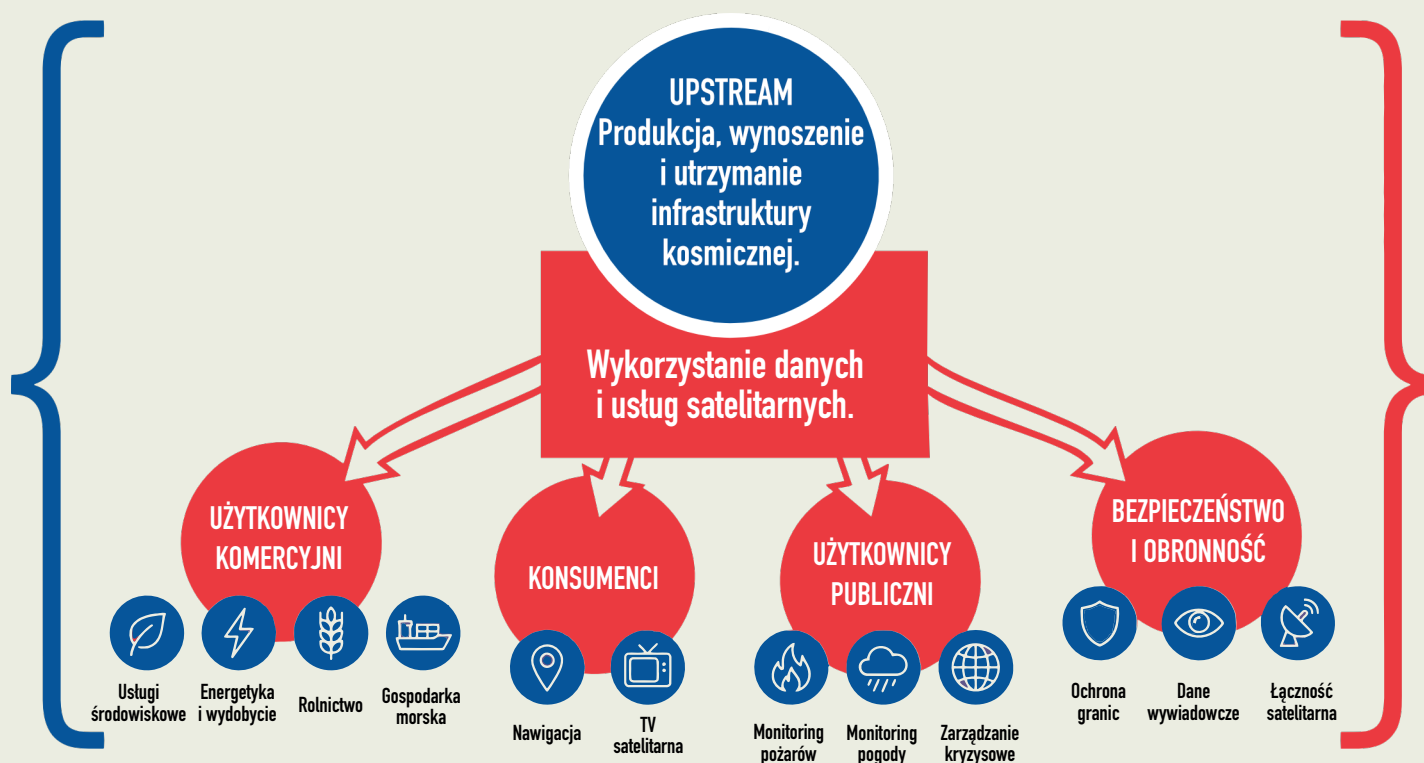 UPSTREAM
Produkcja, wynoszenie
i utrzymanie
infrastruktury
kosmicznej.
Wykorzystanie danych
i usług satelitarnych.
UŻYTKOWNICY
KOMERCYJNI
Usługi
środowiskowe
Energetyka
i wydobycie
Rolnictwo
Gospodarka
morska
KONSUMENCI
Nawigacja
TV
satelitarna
UŻYTKOWNICY
PUBLICZNI
Monitoring
pożarów
Monitoring
pogody
Zarządzanie
kryzysowe
BEZPIECZEŃSTWO
I OBRONNOŚĆ
Ochrona
granic
Dane
wywiadowcze
Łączność
satelitarna